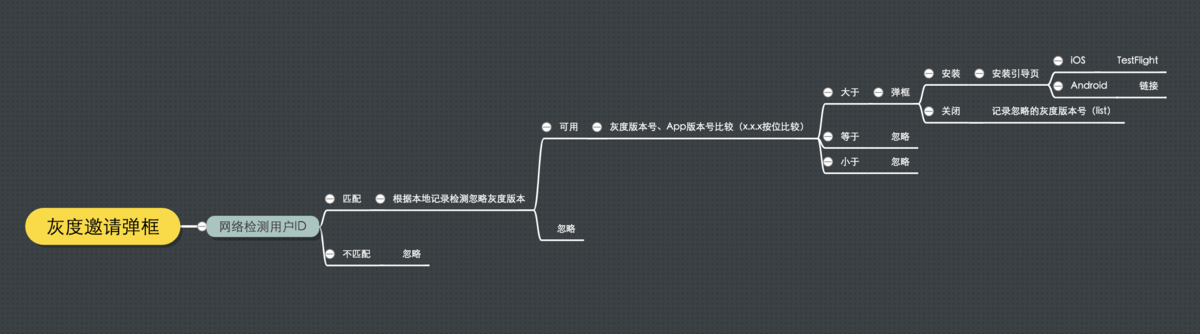 灰度邀请弹框
网络检测用户ID
匹配
根据本地记录检测忽略灰度版本
可用
灰度版本号、App版本号比较（x.x.x按位比较）
大于
弹框
安装
安装引导页
iOS
TestFlight
Android
链接
关闭
记录忽略的灰度版本号（list）
等于
忽略
小于
忽略
忽略
不匹配
忽略